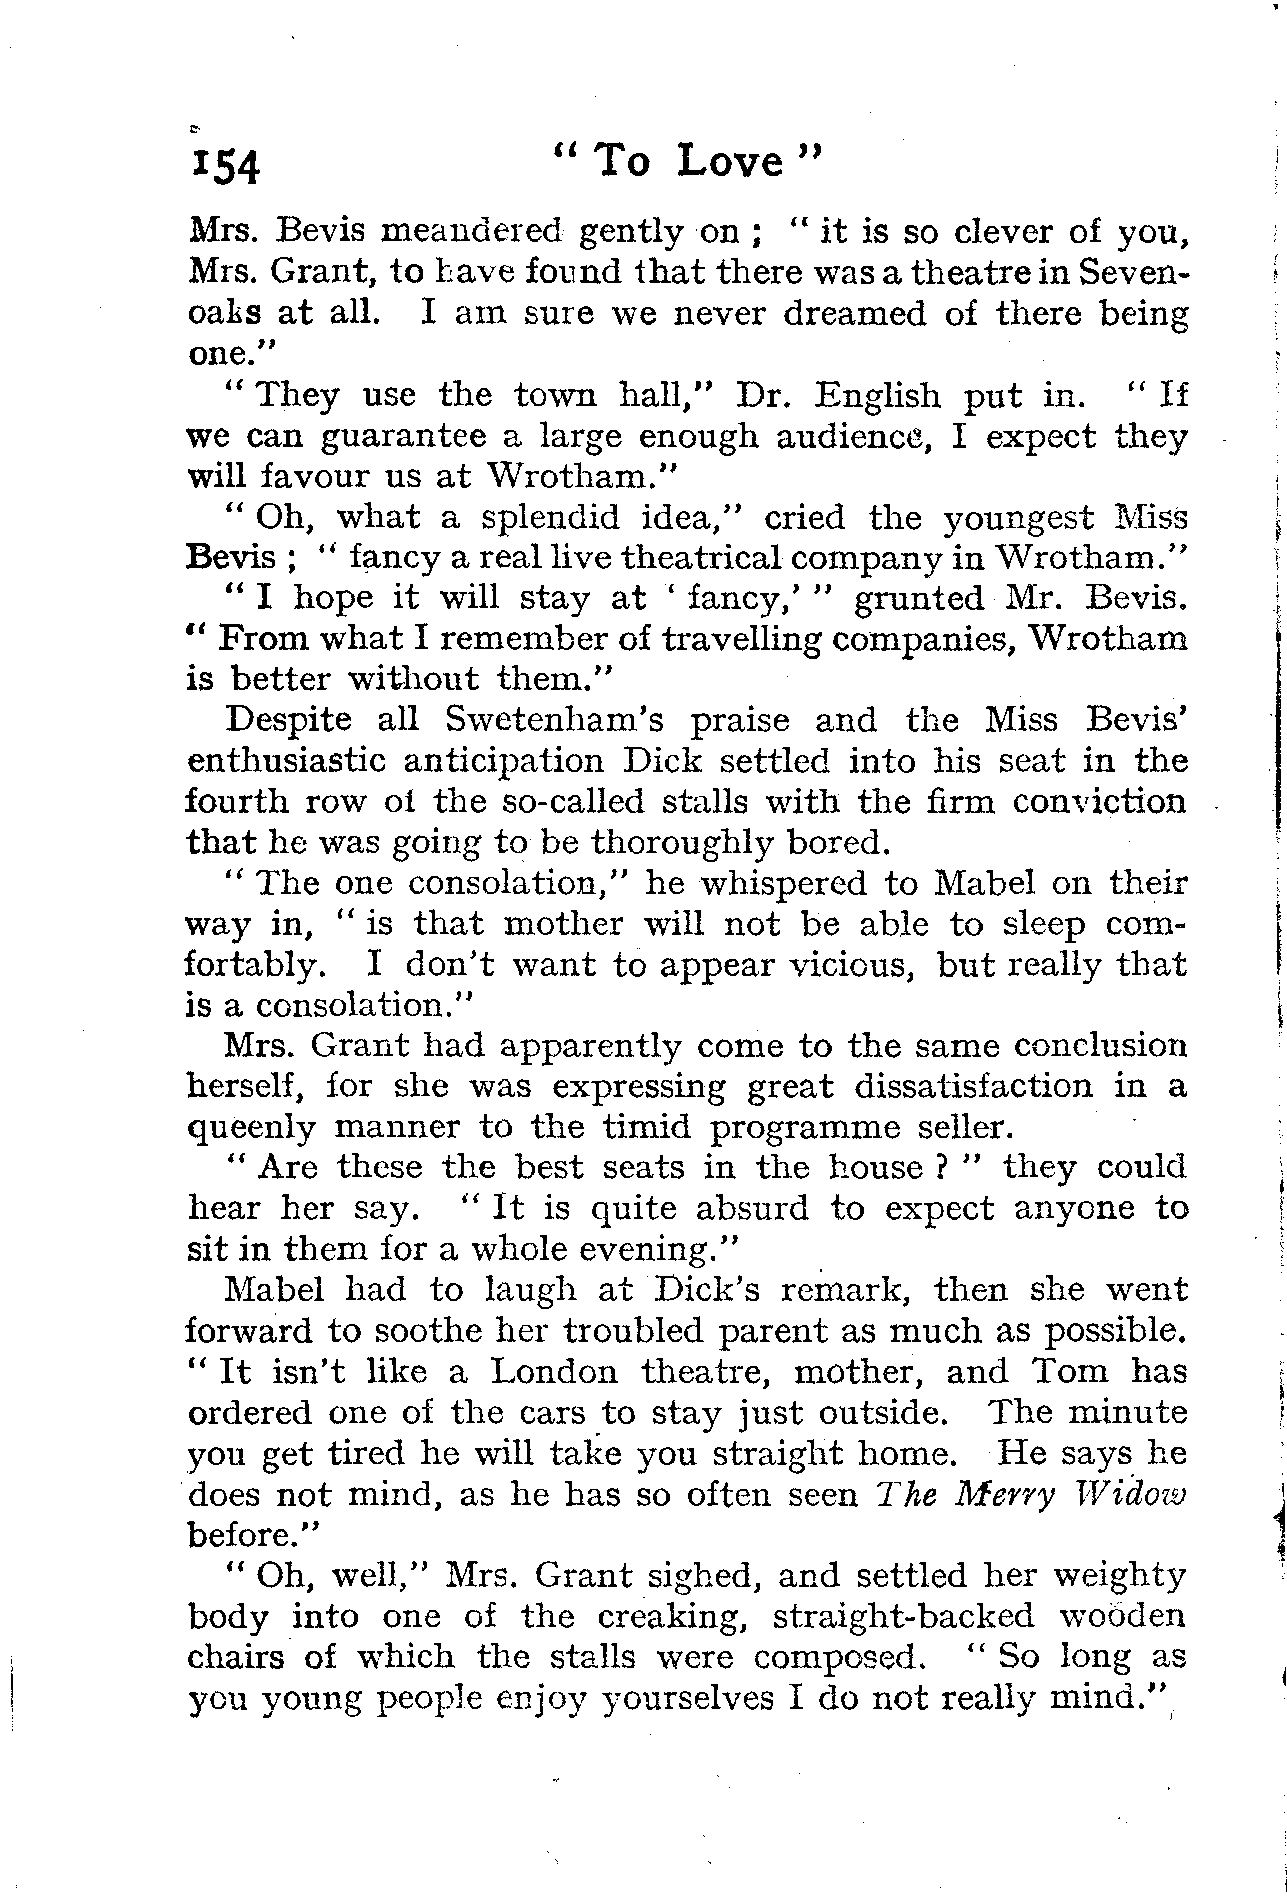 154 “ To Love ”
Mrs. Bevis meandered gently on ; “ it is so clever of you,
Mrs. Grant, to have found that there was a theatre in Seven-
oaks at all. I am sure we never dreamed of there being
one.”
“ They use the town hall,” Dr. English put in. “ If
we can guarantee a large enough audience, I expect they
will favour us at Wrotham.”
“ Oh, what a splendid idea,” cried the youngest Miss
Bevis ; “ fancy a real live theatrical company in Wrotham.”
“ I hope it will stay at ‘ fancy,’ ” grunted Mr. Bevis.
“ From what I remember of travelling companies, Wrotham
is better without them.”
Despite all Swetenham’s praise and the Miss Bevis’
enthusiastic anticipation Dick settled into his seat in the
fourth row of the so-called stalls with the firm conviction
that he was going to be thoroughly bored.
“ The one consolation,” he whispered to Mabel on their
way in, “ is that mother will not be able to sleep com-
fortably. I don’t want to appear vicious, but really that
is a consolation.”
Mrs. Grant had apparently come to the same conclusion
herself, for she was expressing great dissatisfaction in a
queenly manner to the timid programme seller.
“ Are these the best seats in the house ? ” they could
hear her say. “ It is quite absurd to expect anyone to
sit in them for a whole evening.”
Mabel had to laugh at Dick’s remark, then she went
forward to soothe her troubled parent as much as possible.
“ It isn’t like a London theatre, mother, and Tom has
ordered one of the cars to stay just outside. The minute
you get tired he will take you straight home. He says he
does not mind, as he has so often seen The Merry Widow
before.”
“ Oh, well,” Mrs. Grant sighed, and settled her weighty
body into one of the creaking, straight-backed wooden
chairs of which the stalls were composed. “ So long as
you young people enjoy yourselves I do not really mind.”